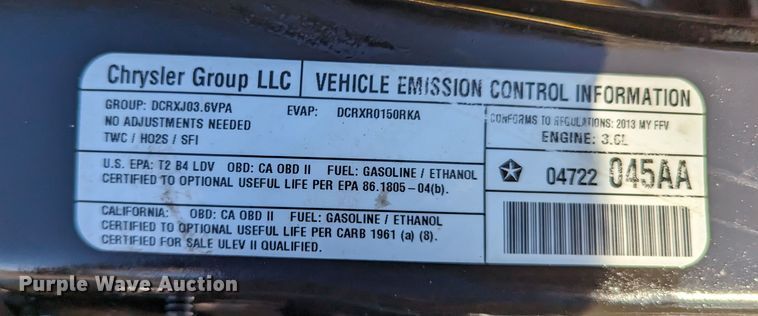 Chrysler Group LLC
VEHICLE EMISSION CONTROL INFORMATION
GROUP: DCRXJ03.6VPA EVAP: DCRXR0150RKA
NO ADJUSTMENTS NEEDED
TWC / HO2S / SFI
CONFORMS TO REGULATIONS: 2013 MY FFV
ENGINE: 3.6L
U.S. EPA: T2 B4 LDV OBD: CA OBD II FUEL: GASOLINE / ETHANOL
CERTIFIED TO OPTIONAL USEFUL LIFE PER EPA 86.1805-04(b).
04722 045AA
CALIFORNIA: OBD: CA OBD II FUEL: GASOLINE / ETHANOL
CERTIFIED TO OPTIONAL USEFUL LIFE PER CARB 1961 (a) (8).
CERTIFIED FOR SALE ULEV II QUALIFIED.
Purple Wave Auction